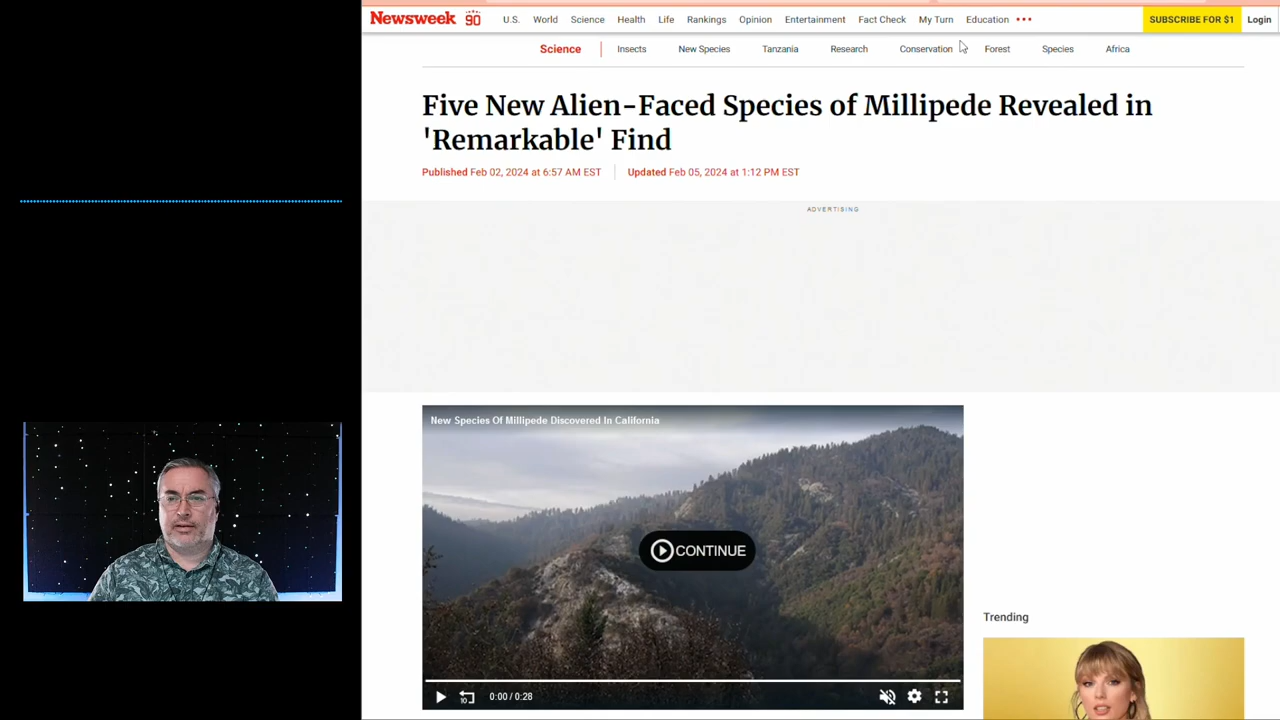 Newsweek 90 U.S. World Science Health Life Rankings Opinion Entertainment Fact Check My Turn Education SUBSCRIBE FOR $1 Login
Science Insects New Species Tanzania Research Conservation Forest Species Africa
Five New Alien-Faced Species of Millipede Revealed in
'Remarkable' Find
Published Feb 02, 2024 at 6:57 AM EST Updated Feb 05, 2024 at 1:12 PM EST
ADVERTISING
New Species Of Millipede Discovered In California
CONTINUE
Trending
10 0:00 / 0:28